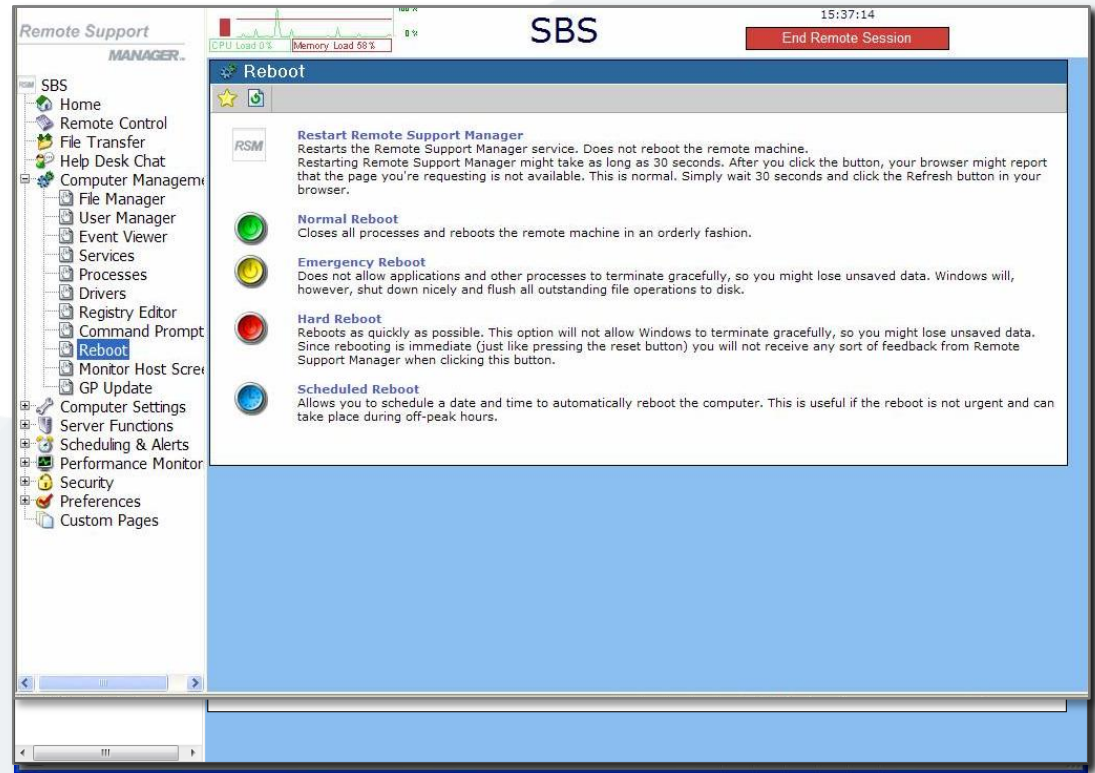 Remote Support
MANAGER
100 %
0 %
CPU Load 0%
Memory Load 58%
SBS
15:37:14
End Remote Session
RSM
SBS
Home
Remote Control
File Transfer
Help Desk Chat
Computer Manageme
File Manager
User Manager
Event Viewer
Services
Processes
Drivers
Registry Editor
Command Prompt
Reboot
Monitor Host Scree
GP Update
Computer Settings
Server Functions
Scheduling & Alerts
Performance Monitor
Security
Preferences
Custom Pages
Reboot
RSM
Restart Remote Support Manager
Restarts the Remote Support Manager service. Does not reboot the remote machine.
Restarting Remote Support Manager might take as long as 30 seconds. After you click the button, your browser might report
that the page you're requesting is not available. This is normal. Simply wait 30 seconds and click the Refresh button in your
browser.
Normal Reboot
Closes all processes and reboots the remote machine in an orderly fashion.
Emergency Reboot
Does not allow applications and other processes to terminate gracefully, so you might lose unsaved data. Windows will,
however, shut down nicely and flush all outstanding file operations to disk.
Hard Reboot
Reboots as quickly as possible. This option will not allow Windows to terminate gracefully, so you might lose unsaved data.
Since rebooting is immediate (just like pressing the reset button) you will not receive any sort of feedback from Remote
Support Manager when clicking this button.
Scheduled Reboot
Allows you to schedule a date and time to automatically reboot the computer. This is useful if the reboot is not urgent and can
take place during off-peak hours.